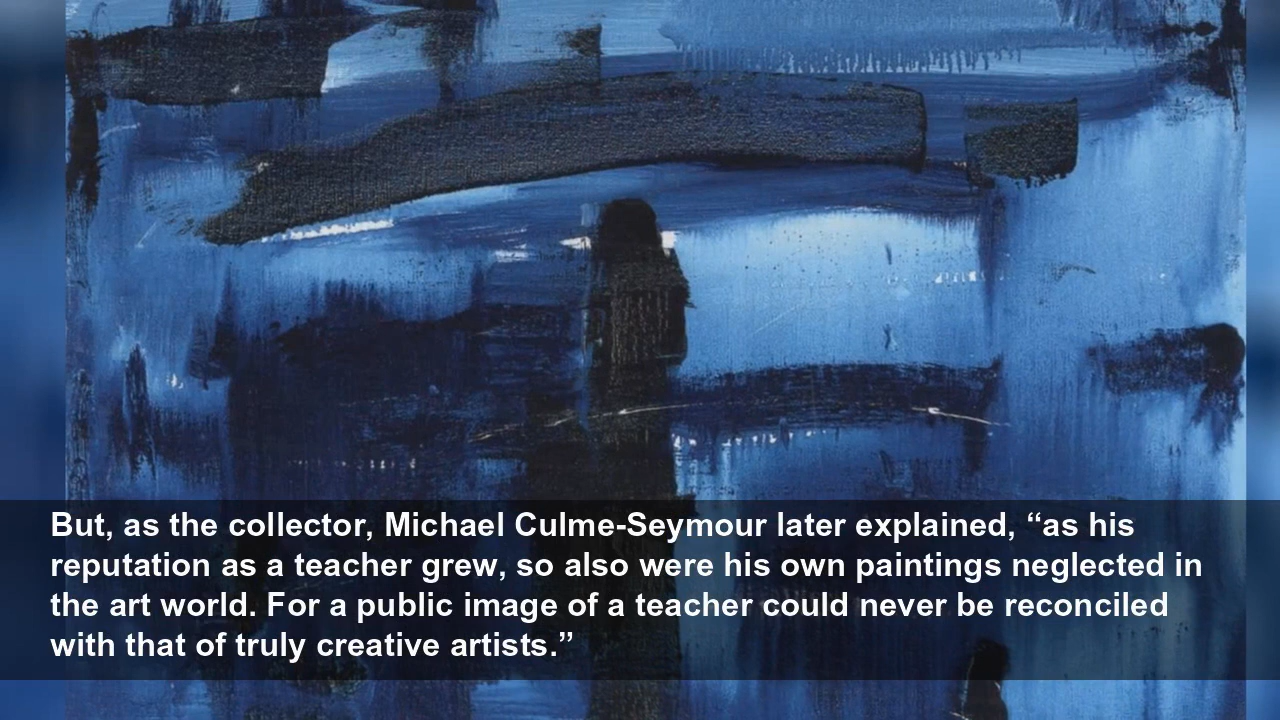 But, as the collector, Michael Culme-Seymour later explained, “as his
reputation as a teacher grew, so also were his own paintings neglected in
the art world. For a public image of a teacher could never be reconciled
with that of truly creative artists.”